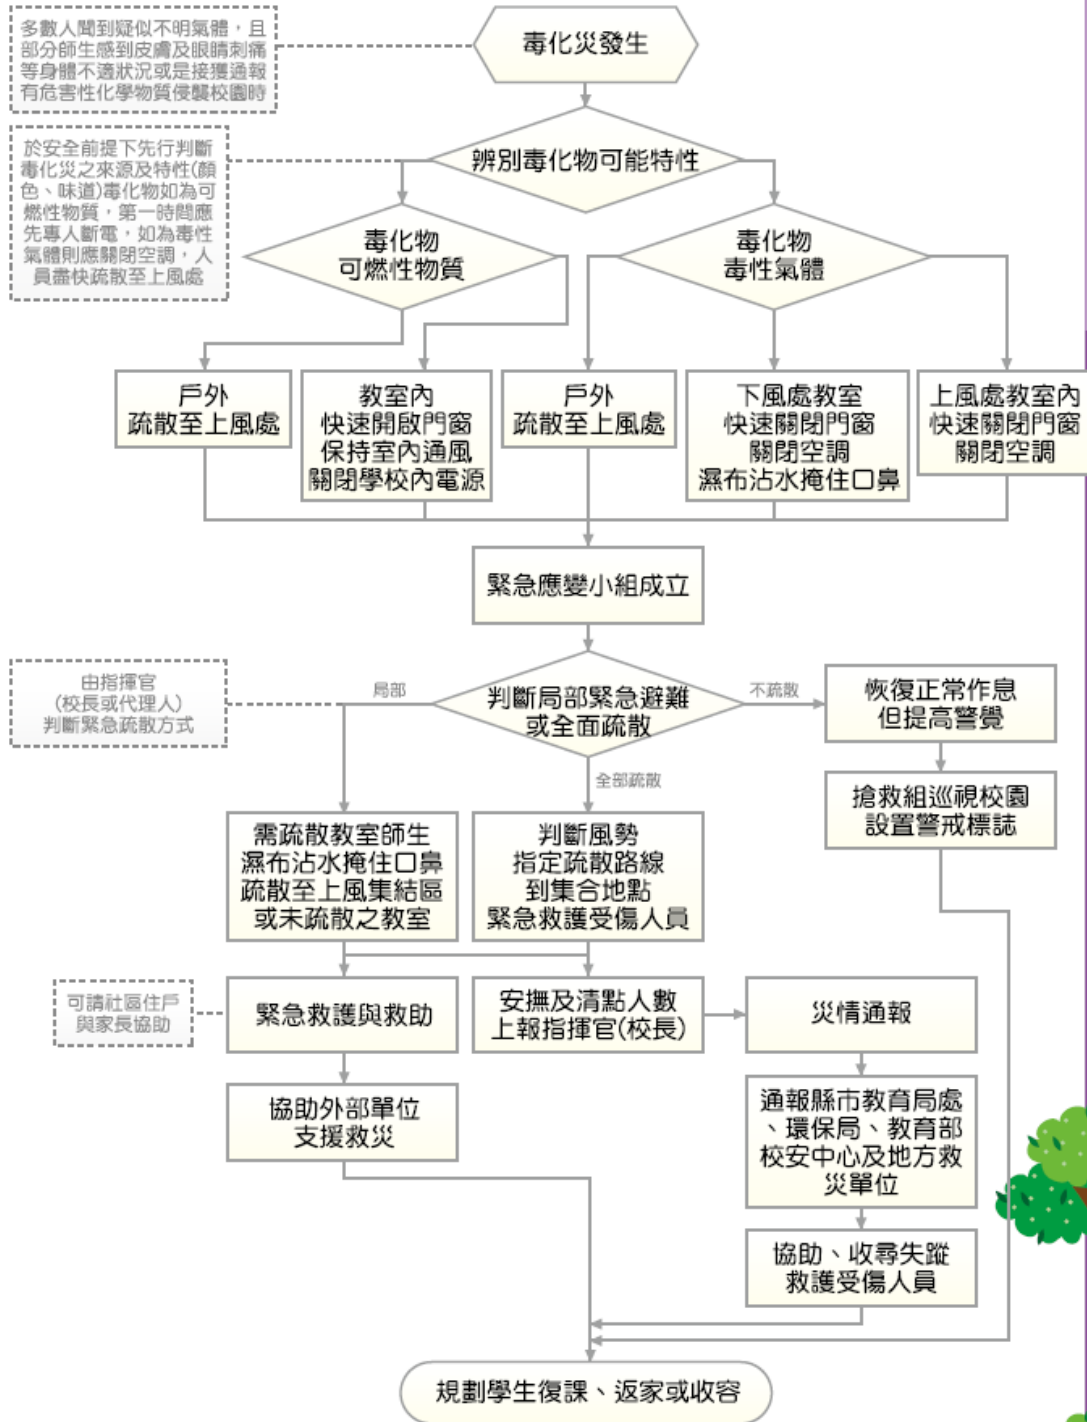 多數人聞到疑似不明氣體，且
部分師生感到皮膚及眼睛刺痛
等身體不適狀況或是接獲通報
有危害性化學物質侵襲校園時
毒化災發生
於安全前提下先行判斷
毒化災之來源及特性(顏
色、味道)毒化物如為可
燃性物質，第一時間應
先專人斷電，如為毒性
氣體則應關閉空調，人
員盡快疏散至上風處
辨別毒化物可能特性
毒化物
可燃性物質
毒化物
毒性氣體
戶外
疏散至上風處
教室內
快速開啟門窗
保持室內通風
關閉學校內電源
戶外
疏散至上風處
下風處教室
快速關閉門窗
關閉空調
濕布沾水掩住口鼻
上風處教室內
快速關閉門窗
關閉空調
緊急應變小組成立
由指揮官
(校長或代理人)
判斷緊急疏散方式
局部
判斷局部緊急避難
或全面疏散
不疏散
恢復正常作息
但提高警覺
全部疏散
搶救組巡視校園
設置警戒標誌
需疏散教室師生
濕布沾水掩住口鼻
疏散至上風集結區
或未疏散之教室
判斷風勢
指定疏散路線
到集合地點
緊急救護受傷人員
可請社區住戶
與家長協助
緊急救護與救助
安撫及清點人數
上報指揮官(校長)
災情通報
協助外部單位
支援救災
通報縣市教育局處
、環保局、教育部
校安中心及地方救
災單位
協助、收尋失蹤
救護受傷人員
規劃學生復課、返家或收容